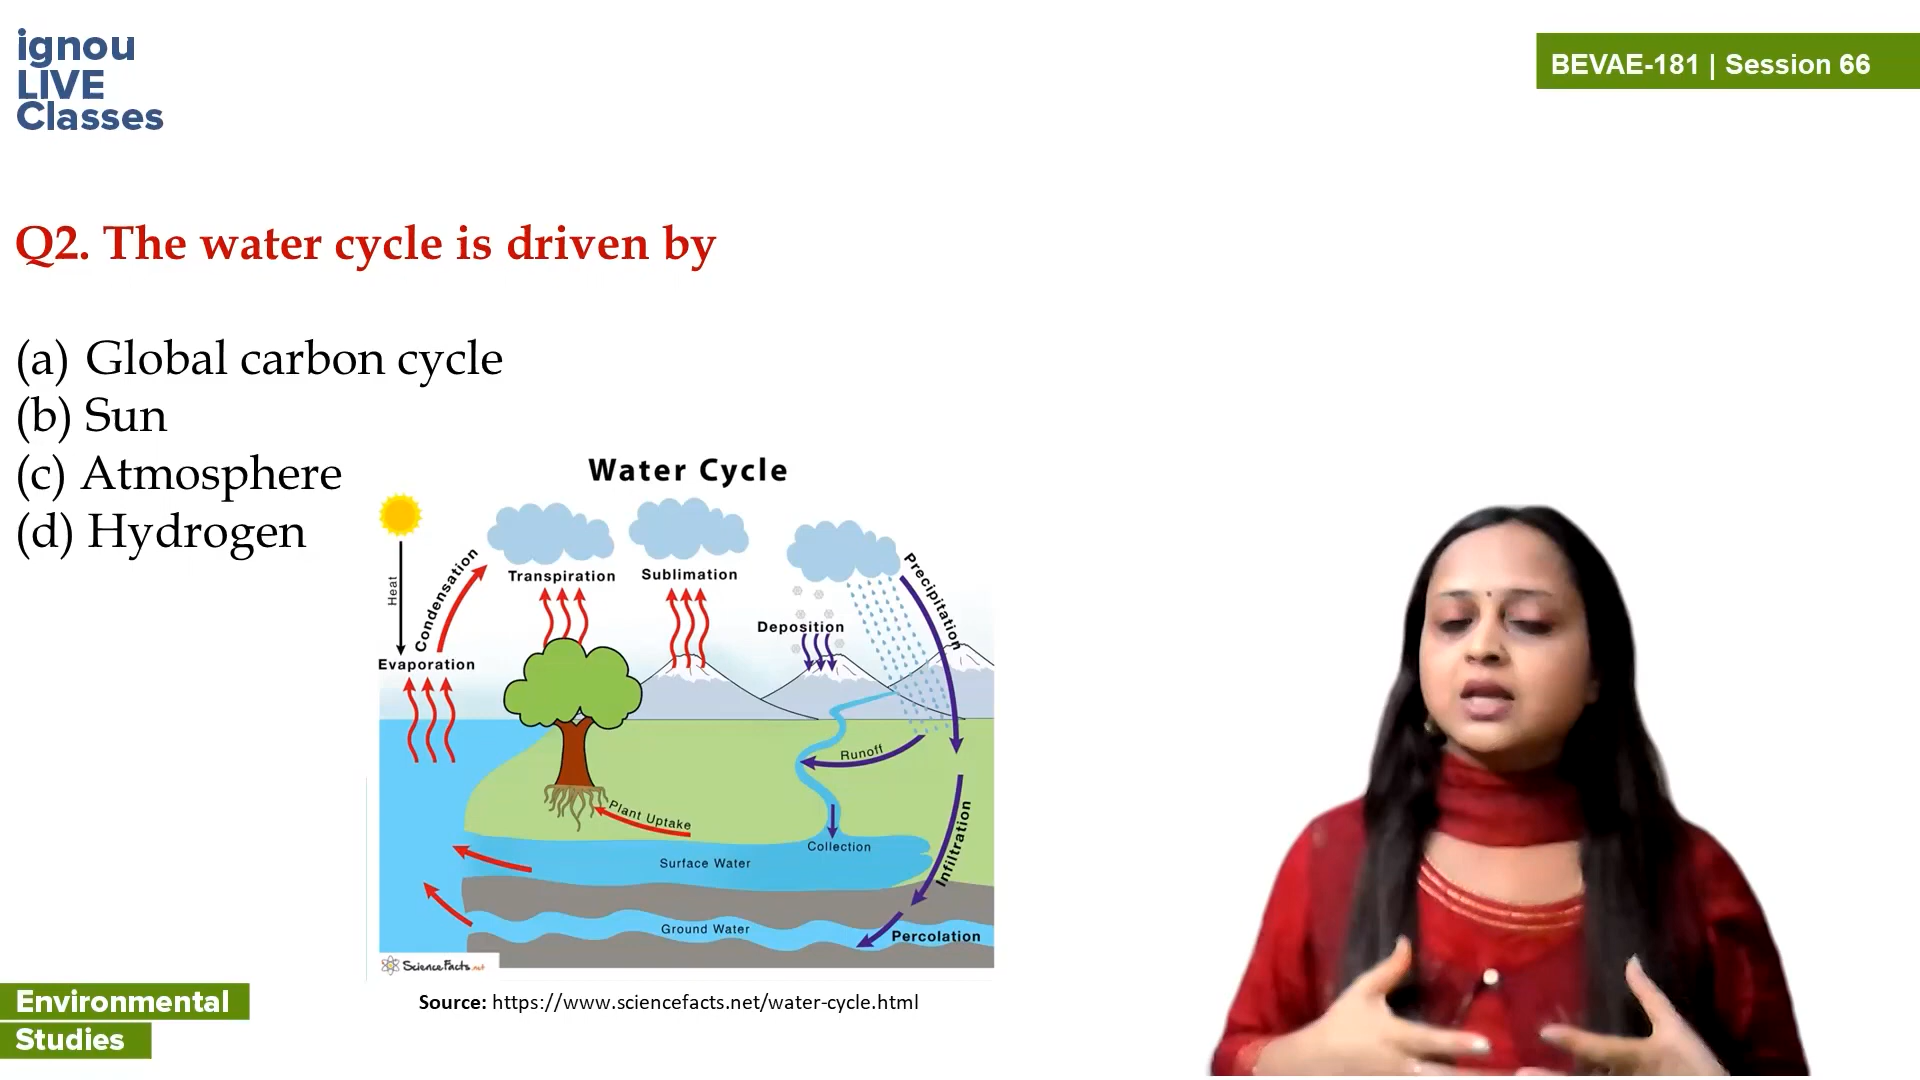 ignou
LIVE
Classes
BEVAE-181 | Session 66
Q2. The water cycle is driven by
(a) Global carbon cycle
(b) Sun
(c) Atmosphere
(d) Hydrogen
Water Cycle
Heat
Condensation
Evaporation
Transpiration
Sublimation
Deposition
Precipitation
Runoff
Plant Uptake
Collection
Surface Water
Infiltration
Ground Water
Percolation
ScienceFacts.net
Source: https://www.sciencefacts.net/water-cycle.html
Environmental
Studies